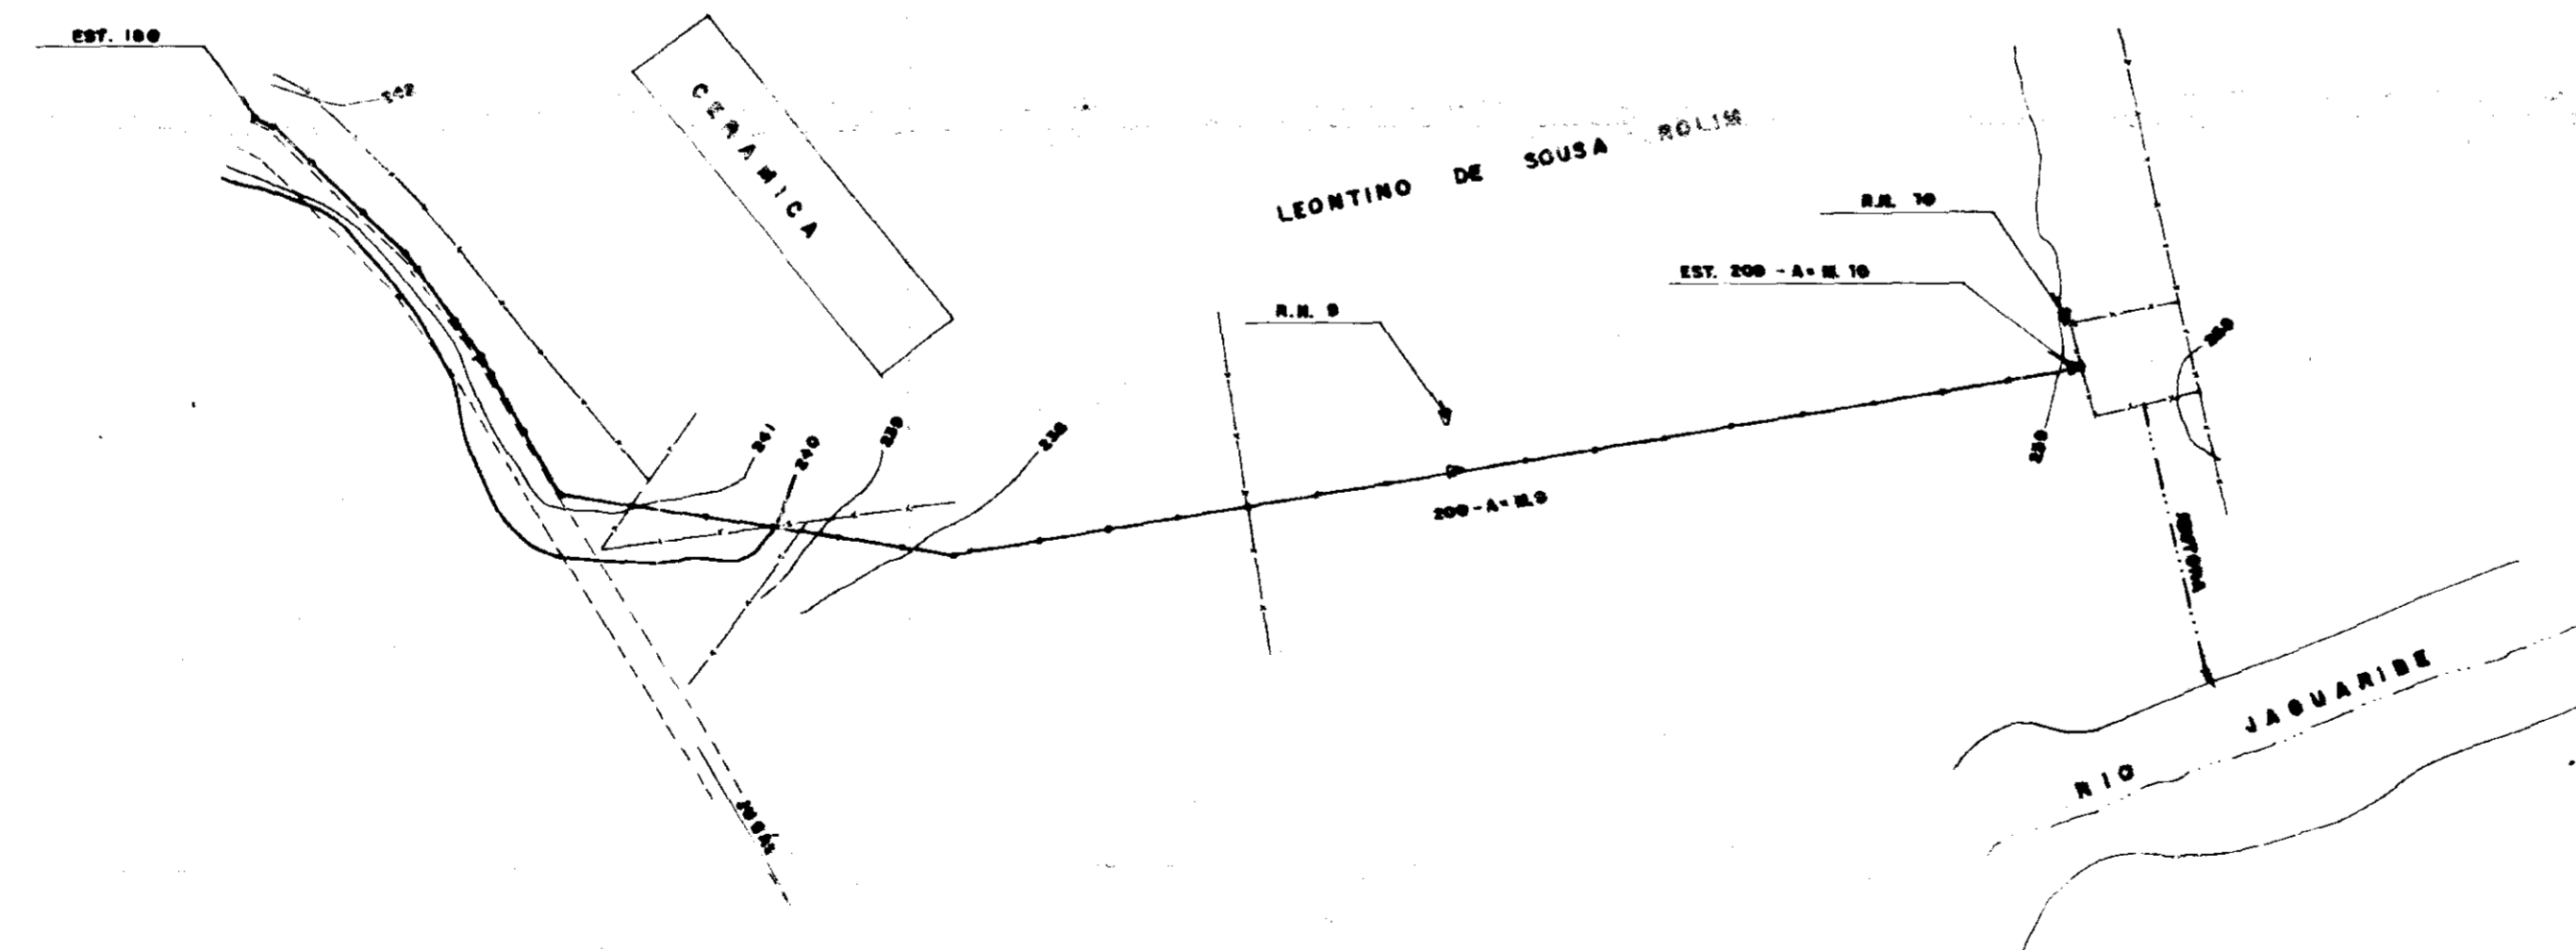 EST. 180
242
CERAMICA
LEONTINO DE SOUSA ROLIM
R.N. 10
EST. 200 - A = M. 10
R.N. 9
241
240
239
238
200 - A = M. 9
RIO JAGUARIBE